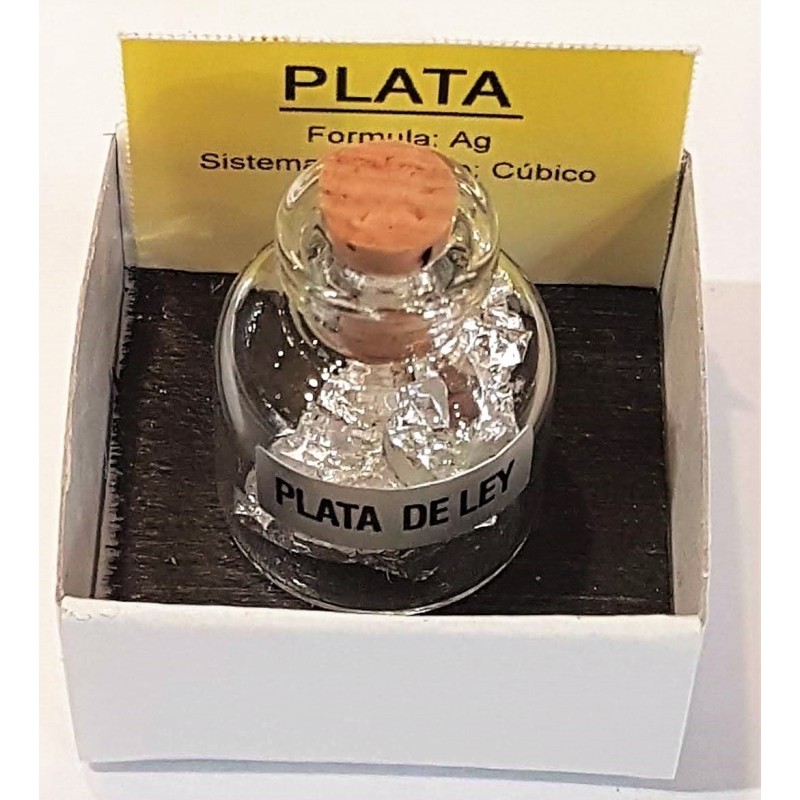 PLATA
Formula: Ag
Sistema : Cúbico
PLATA DE LEY